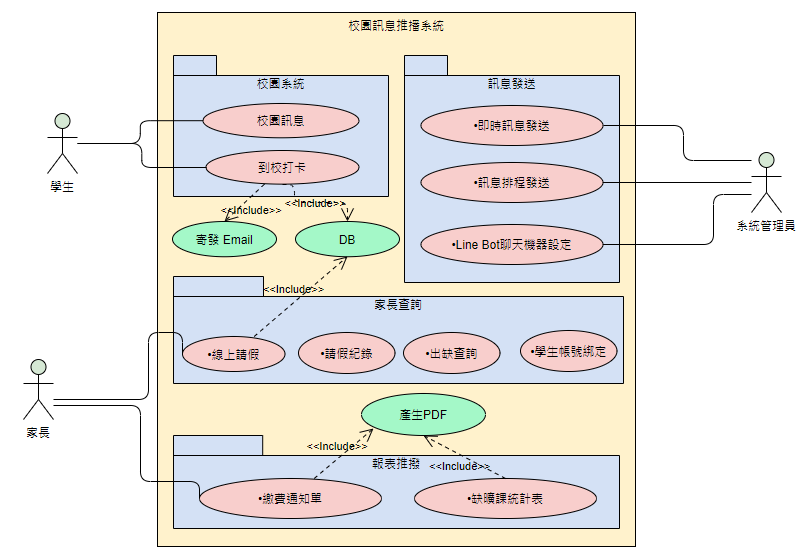 校園訊息推播系統
校園系統
訊息發送
校園訊息
•即時訊息發送
到校打卡
•訊息排程發送
學生
系統管理員
<<Include>>
<<Include>>
寄發 Email
DB
•Line Bot聊天機器設定
<<Include>>
家長查詢
•線上請假
•請假紀錄
•出缺查詢
•學生帳號綁定
家長
產生PDF
<<Include>>
<<Include>>
報表推撥
•繳費通知單
•缺曠課統計表